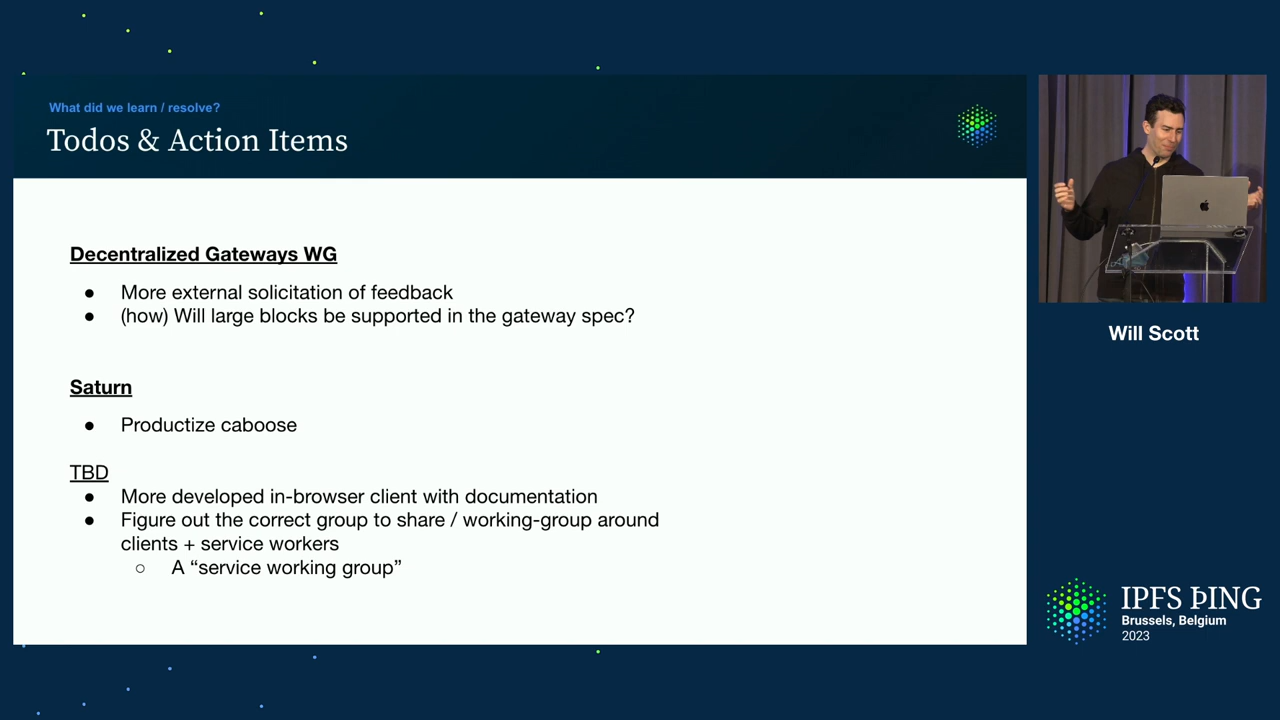 What did we learn / resolve?
Todos & Action Items
Decentralized Gateways WG
● More external solicitation of feedback
● (how) Will large blocks be supported in the gateway spec?
Saturn
● Productize caboose
TBD
● More developed in-browser client with documentation
● Figure out the correct group to share / working-group around
clients + service workers
○ A “service working group”
Will Scott
IPFS ÞING
Brussels, Belgium
2023